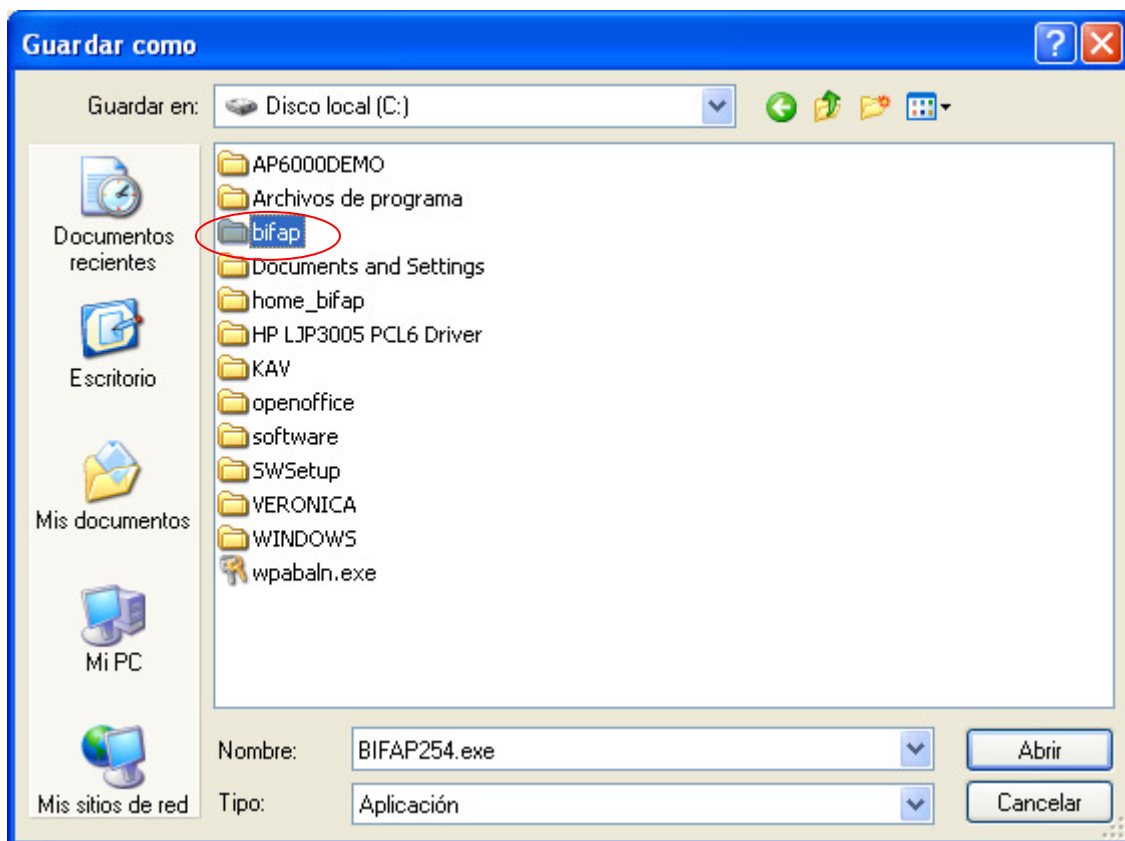 Guardar como
Guardar en:
Disco local (C:)
Documentos
recientes
Escritorio
Mis documentos
Mi PC
Mis sitios de red
AP6000DEMO
Archivos de programa
bifap
Documents and Settings
home_bifap
HP LJP3005 PCL6 Driver
KAV
openoffice
software
SWSetup
VERONICA
WINDOWS
wpabaln.exe
Nombre:
BIFAP254.exe
Abrir
Tipo:
Aplicación
Cancelar